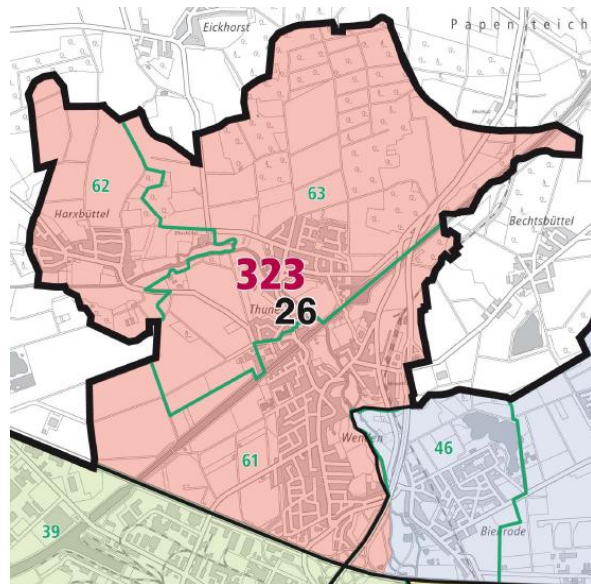 Eickhorst
Papenteich
62
63
Harxbüttel
Bechtsbüttel
323
Thune
26
Wenden
46
61
39
Bienrode